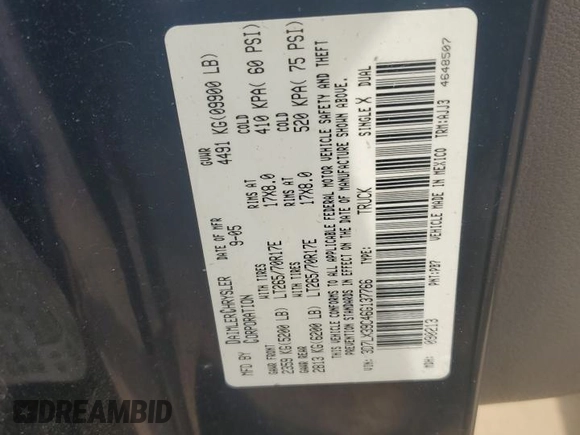 MFD BY DAIMLERCHRYSLER CORPORATION DATE OF MFR 9-05 GVWR 4491 KG(09900 LB)
GAWR FRONT WITH TIRES RIMS AT COLD
2359 KG(5200 LB) LT265/70R17E 17X8.0 410 KPA( 60 PSI)
GAWR REAR WITH TIRES RIMS AT COLD
2813 KG(6200 LB) LT265/70R17E 17X8.0 520 KPA( 75 PSI)
THIS VEHICLE CONFORMS TO ALL APPLICABLE FEDERAL MOTOR VEHICLE SAFETY AND THEFT
PREVENTION STANDARDS IN EFFECT ON THE DATE OF MANUFACTURE SHOWN ABOVE.
VIN: 3D7LX39C46G137766 TYPE: TRUCK SINGLE X DUAL
MDH: 090213 PNT:PB7 VEHICLE MADE IN MEXICO TRM:AJJ3 4648507
DREAMBID